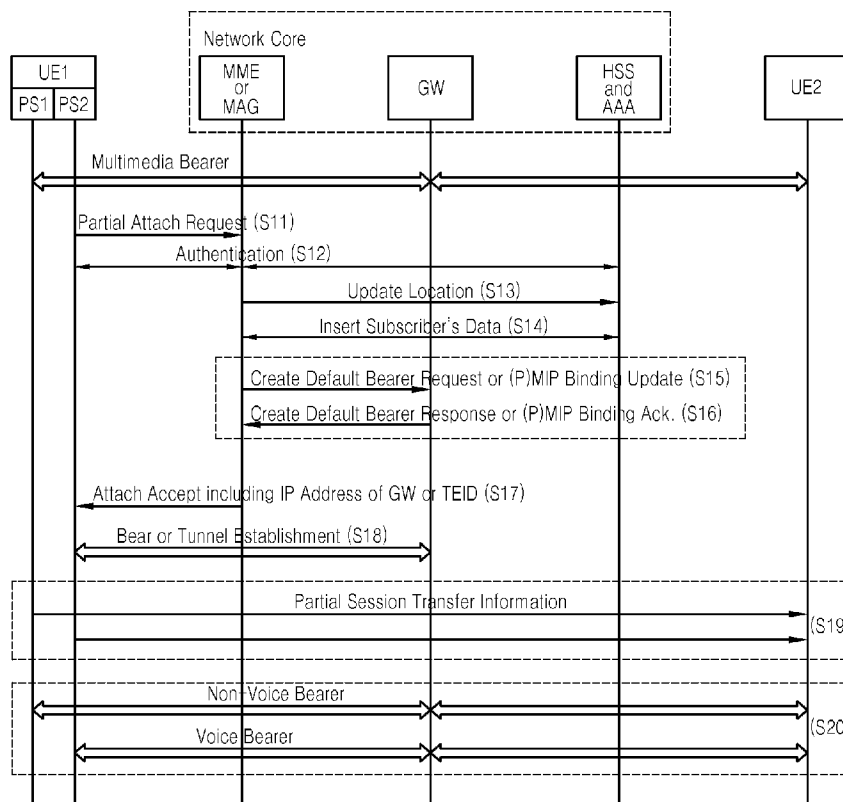 Network Core
UE1
PS1
PS2
MME
or
MAG
GW
HSS
and
AAA
UE2
Multimedia Bearer
Partial Attach Request (S11)
Authentication (S12)
Update Location (S13)
Insert Subscriber's Data (S14)
Create Default Bearer Request or (P)MIP Binding Update (S15)
Create Default Bearer Response or (P)MIP Binding Ack. (S16)
Attach Accept including IP Address of GW or TEID (S17)
Bear or Tunnel Establishment (S18)
Partial Session Transfer Information
(S19
Non-Voice Bearer
(S20
Voice Bearer